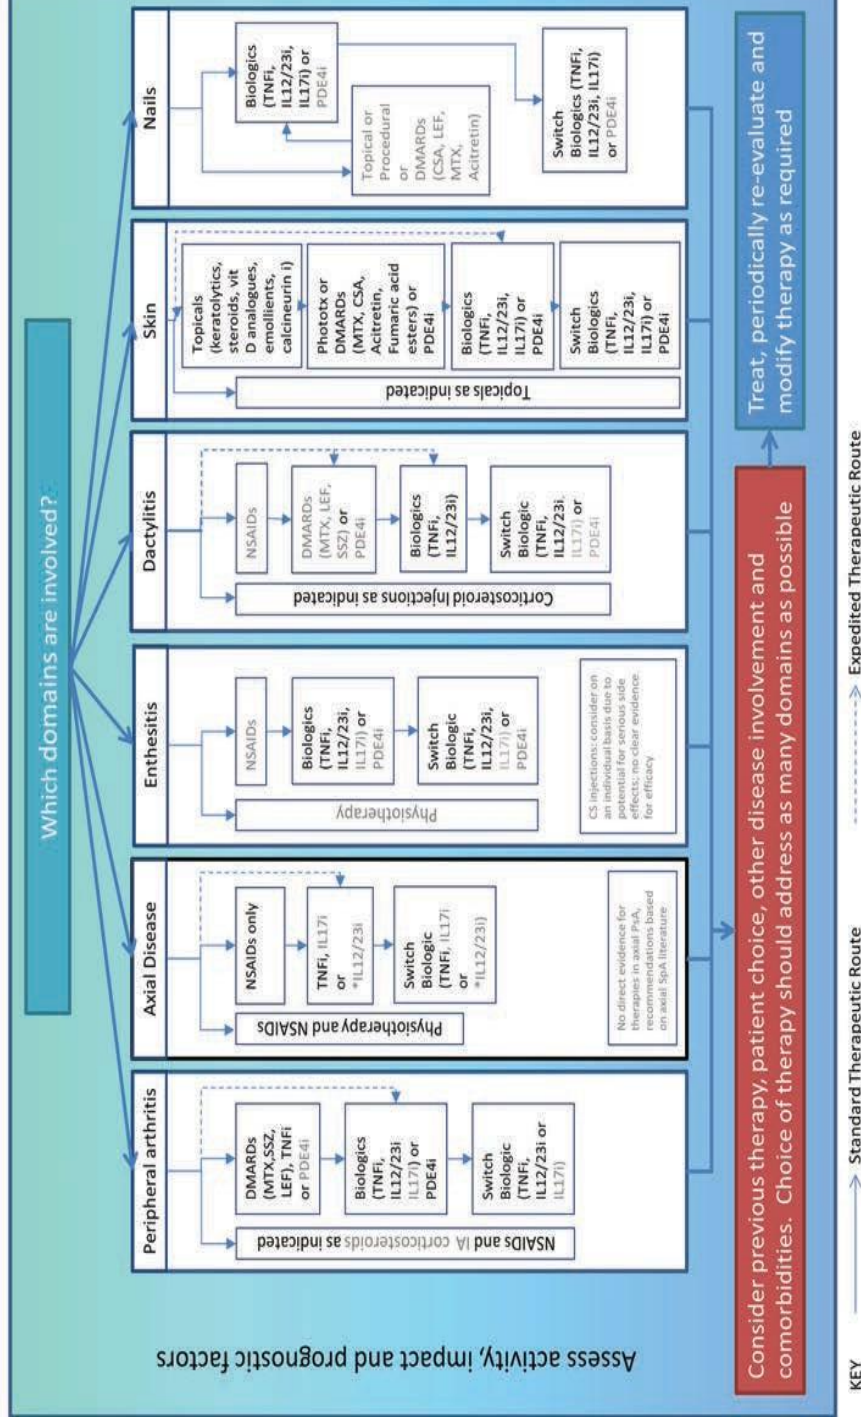 Which domains are involved?
Assess activity, impact and prognostic factors
Peripheral arthritis
NSAIDs and IA corticosteroids as indicated
DMARDs
(MTX,SSZ,
LEF), TNFi
or PDE4i
Biologics
(TNFi,
IL12/23i
IL17i) or
PDE4i
Switch
Biologic
(TNFi,
IL12/23i or
IL17i)
Axial Disease
Physiotherapy and NSAIDs
NSAIDs only
TNFi, IL17i
or
*IL12/23i
Switch
Biologic
(TNFi, IL17i
or
*IL12/23i)
No direct evidence for
therapies in axial PsA,
recommendations based
on axial SpA literature
Enthesitis
Physiotherapy
NSAIDs
Biologics
(TNFi,
IL12/23i,
IL17i) or
PDE4i
Switch
Biologic
(TNFi,
IL12/23i,
IL17i) or
PDE4i
CS injections: consider on
an individual basis due to
potential for serious side
effects; no clear evidence
for efficacy
Dactylitis
Corticosteroid Injections as indicated
NSAIDs
DMARDs
(MTX, LEF,
SSZ) or
PDE4i
Biologics
(TNFi,
IL12/23i)
Switch
Biologic
(TNFi,
IL12/23i,
IL17i) or
PDE4i
Skin
Topicals as indicated
Topicals
(keratolytics,
steroids, vit
D analogues,
emollients,
calcineurin i)
Phototx or
DMARDs
(MTX, CSA,
Acitretin,
Fumaric acid
esters) or
PDE4i
Biologics
(TNFi,
IL12/23i,
IL17i) or
PDE4i
Switch
Biologics
(TNFi,
IL12/23i,
IL17i) or
PDE4i
Nails
Biologics
(TNFi,
IL12/23i,
IL17i) or
PDE4i
Topical or
Procedural
or
DMARDs
(CSA, LEF,
MTX,
Acitretin)
Switch
Biologics (TNFi,
IL12/23i, IL17i)
or PDE4i
Consider previous therapy, patient choice, other disease involvement and
comorbidities. Choice of therapy should address as many domains as possible
Treat, periodically re-evaluate and
modify therapy as required
KEY
Standard Therapeutic Route
Expedited Therapeutic Route